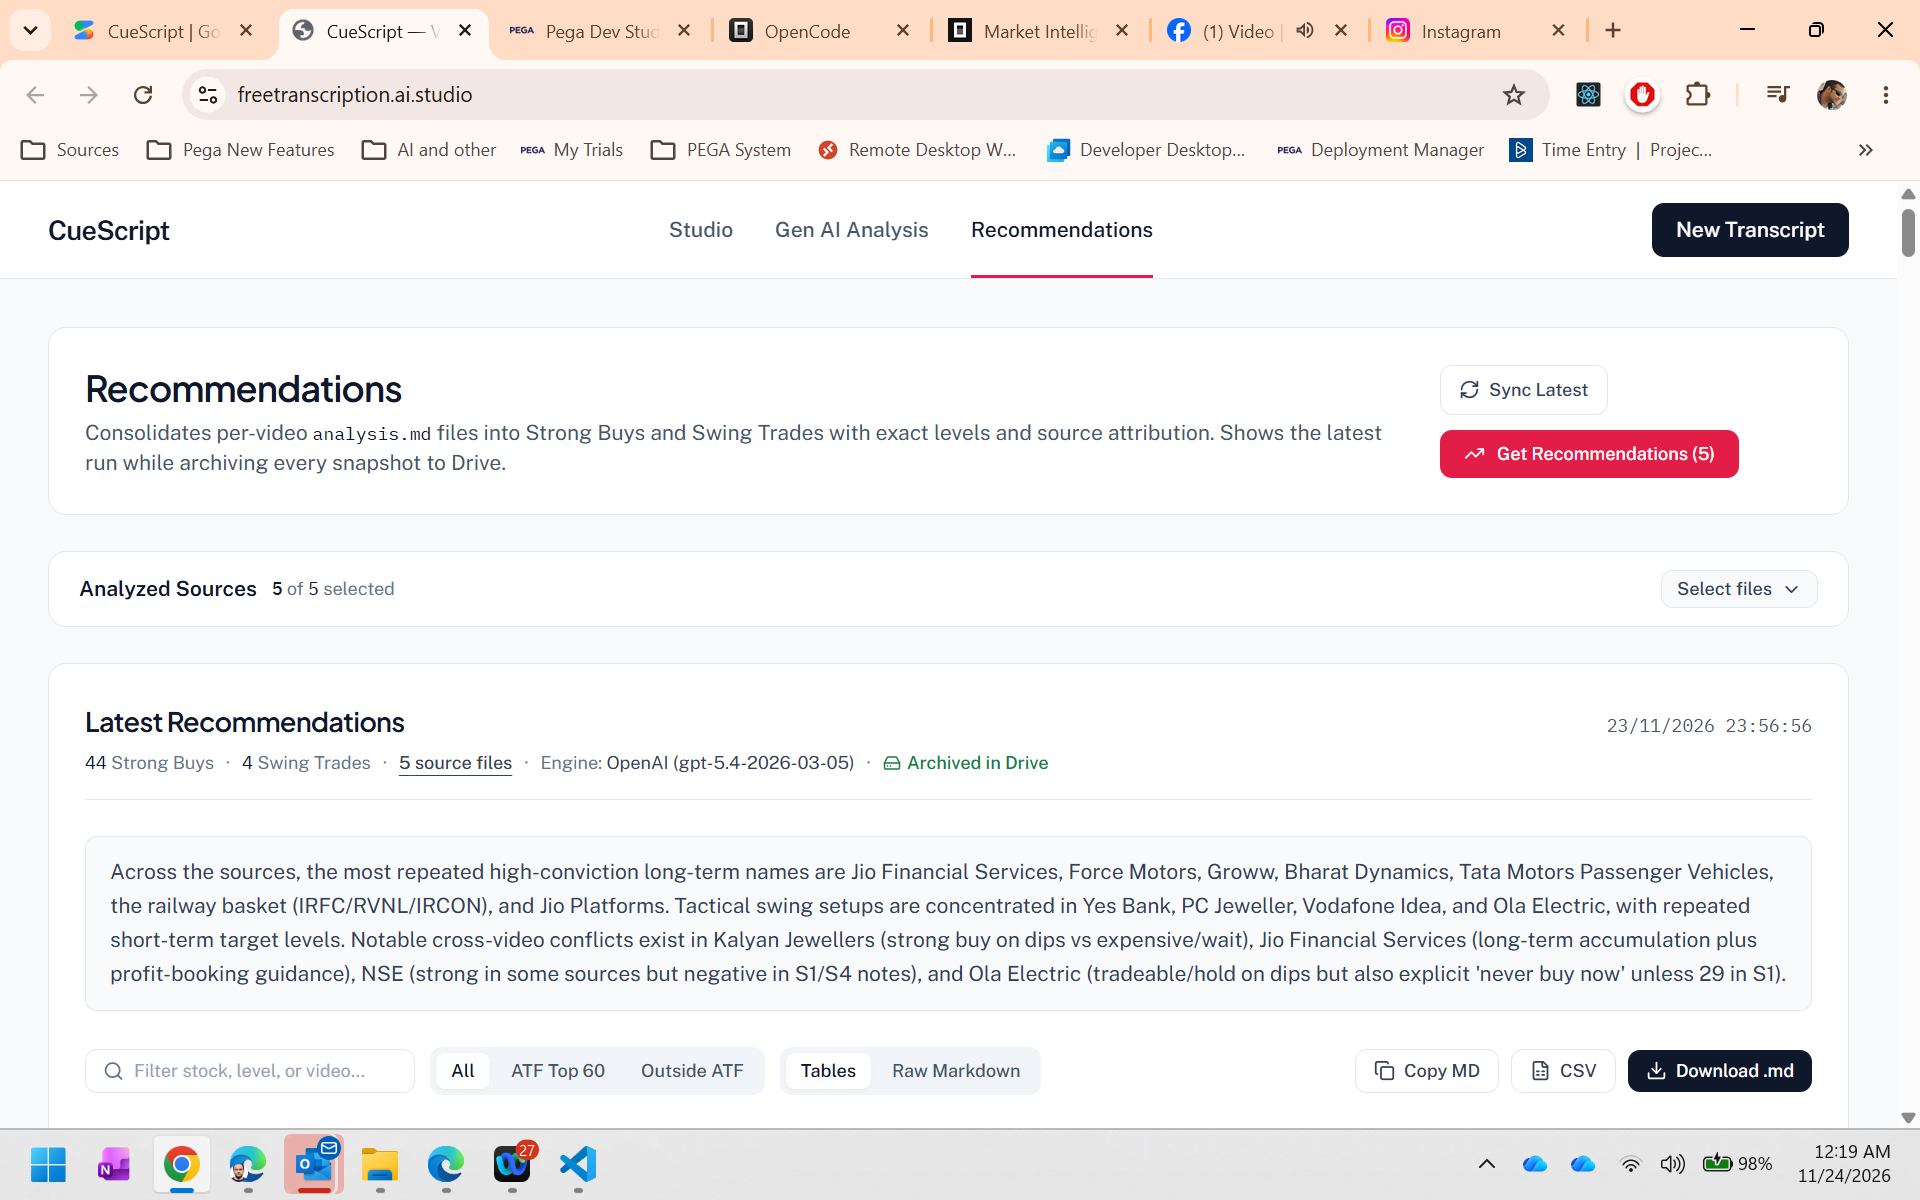 CueScript | Go
CueScript — V
PEGA Pega Dev Stud
OpenCode
Market Intellig
(1) Video |
Instagram
freetranscription.ai.studio
Sources
Pega New Features
AI and other
PEGA My Trials
PEGA System
Remote Desktop W...
Developer Desktop...
PEGA Deployment Manager
Time Entry | Projec...
CueScript
Studio
Gen AI Analysis
Recommendations
New Transcript
Recommendations
Consolidates per-video analysis.md files into Strong Buys and Swing Trades with exact levels and source attribution. Shows the latest
run while archiving every snapshot to Drive.
Sync Latest
Get Recommendations (5)
Analyzed Sources 5 of 5 selected
Select files
Latest Recommendations
23/11/2026 23:56:56
44 Strong Buys · 4 Swing Trades · 5 source files · Engine: OpenAI (gpt-5.4-2026-03-05) · Archived in Drive
Across the sources, the most repeated high-conviction long-term names are Jio Financial Services, Force Motors, Groww, Bharat Dynamics, Tata Motors Passenger Vehicles,
the railway basket (IRFC/RVNL/IRCON), and Jio Platforms. Tactical swing setups are concentrated in Yes Bank, PC Jeweller, Vodafone Idea, and Ola Electric, with repeated
short-term target levels. Notable cross-video conflicts exist in Kalyan Jewellers (strong buy on dips vs expensive/wait), Jio Financial Services (long-term accumulation plus
profit-booking guidance), NSE (strong in some sources but negative in S1/S4 notes), and Ola Electric (tradeable/hold on dips but also explicit 'never buy now' unless 29 in S1).
Filter stock, level, or video...
All
ATF Top 60
Outside ATF
Tables
Raw Markdown
Copy MD
CSV
Download .md
27
98%
12:19 AM
11/24/2026